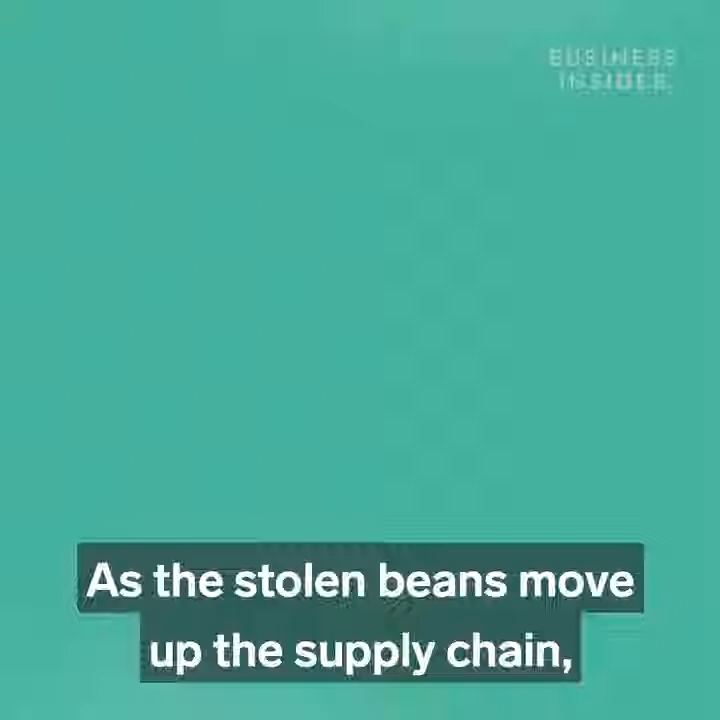 BUSINESS
INSIDER
As the stolen beans move
up the supply chain,